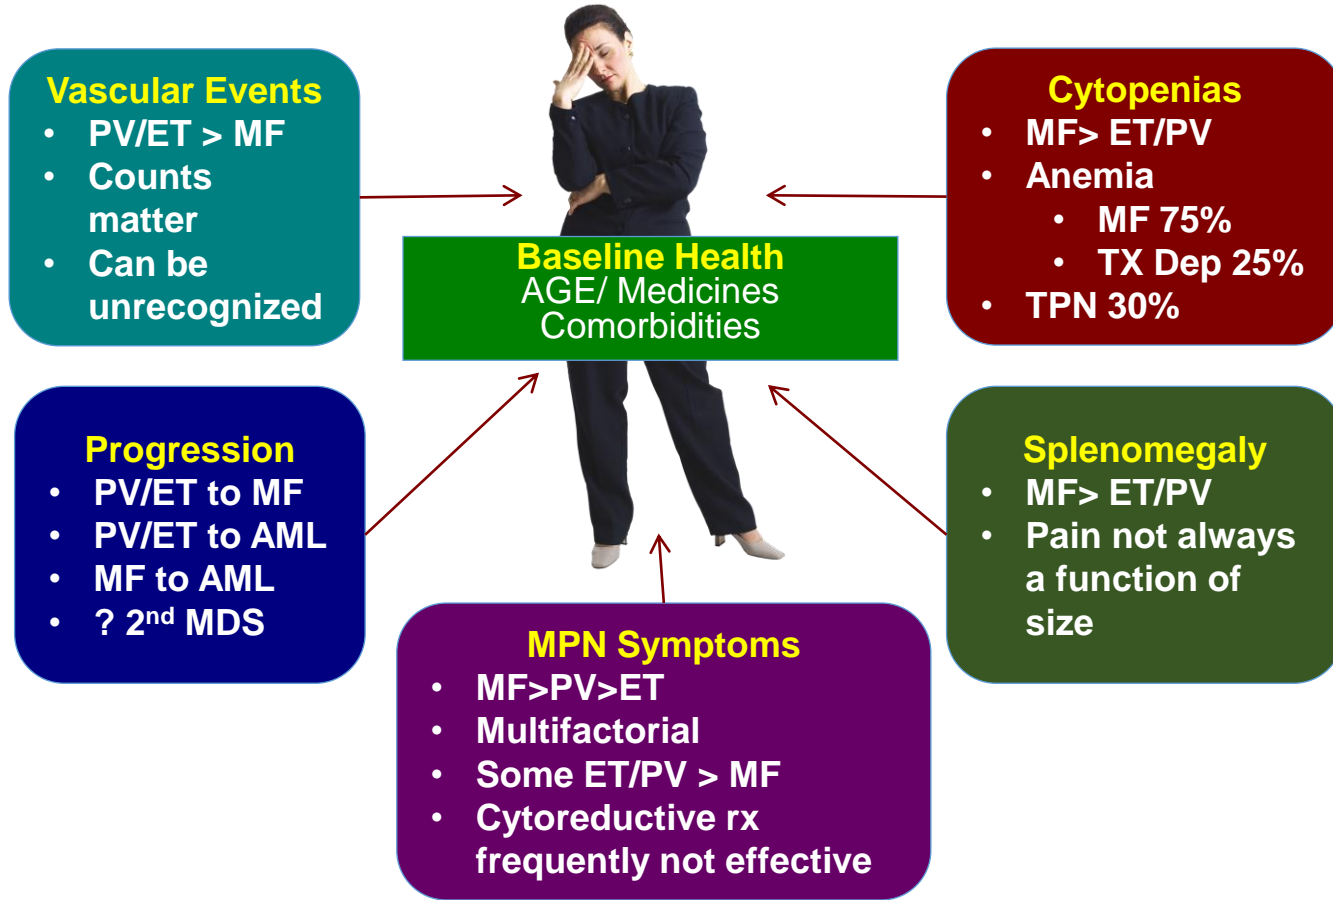 Vascular Events
• PV/ET > MF
• Counts
matter
• Can be
unrecognized
Cytopenias
• MF> ET/PV
• Anemia
• MF 75%
• TX Dep 25%
• TPN 30%
Baseline Health
AGE/ Medicines
Comorbidities
Progression
• PV/ET to MF
• PV/ET to AML
• MF to AML
• ? 2nd MDS
Splenomegaly
• MF> ET/PV
• Pain not always
a function of
size
MPN Symptoms
• MF>PV>ET
• Multifactorial
• Some ET/PV > MF
• Cytoreductive rx
frequently not effective